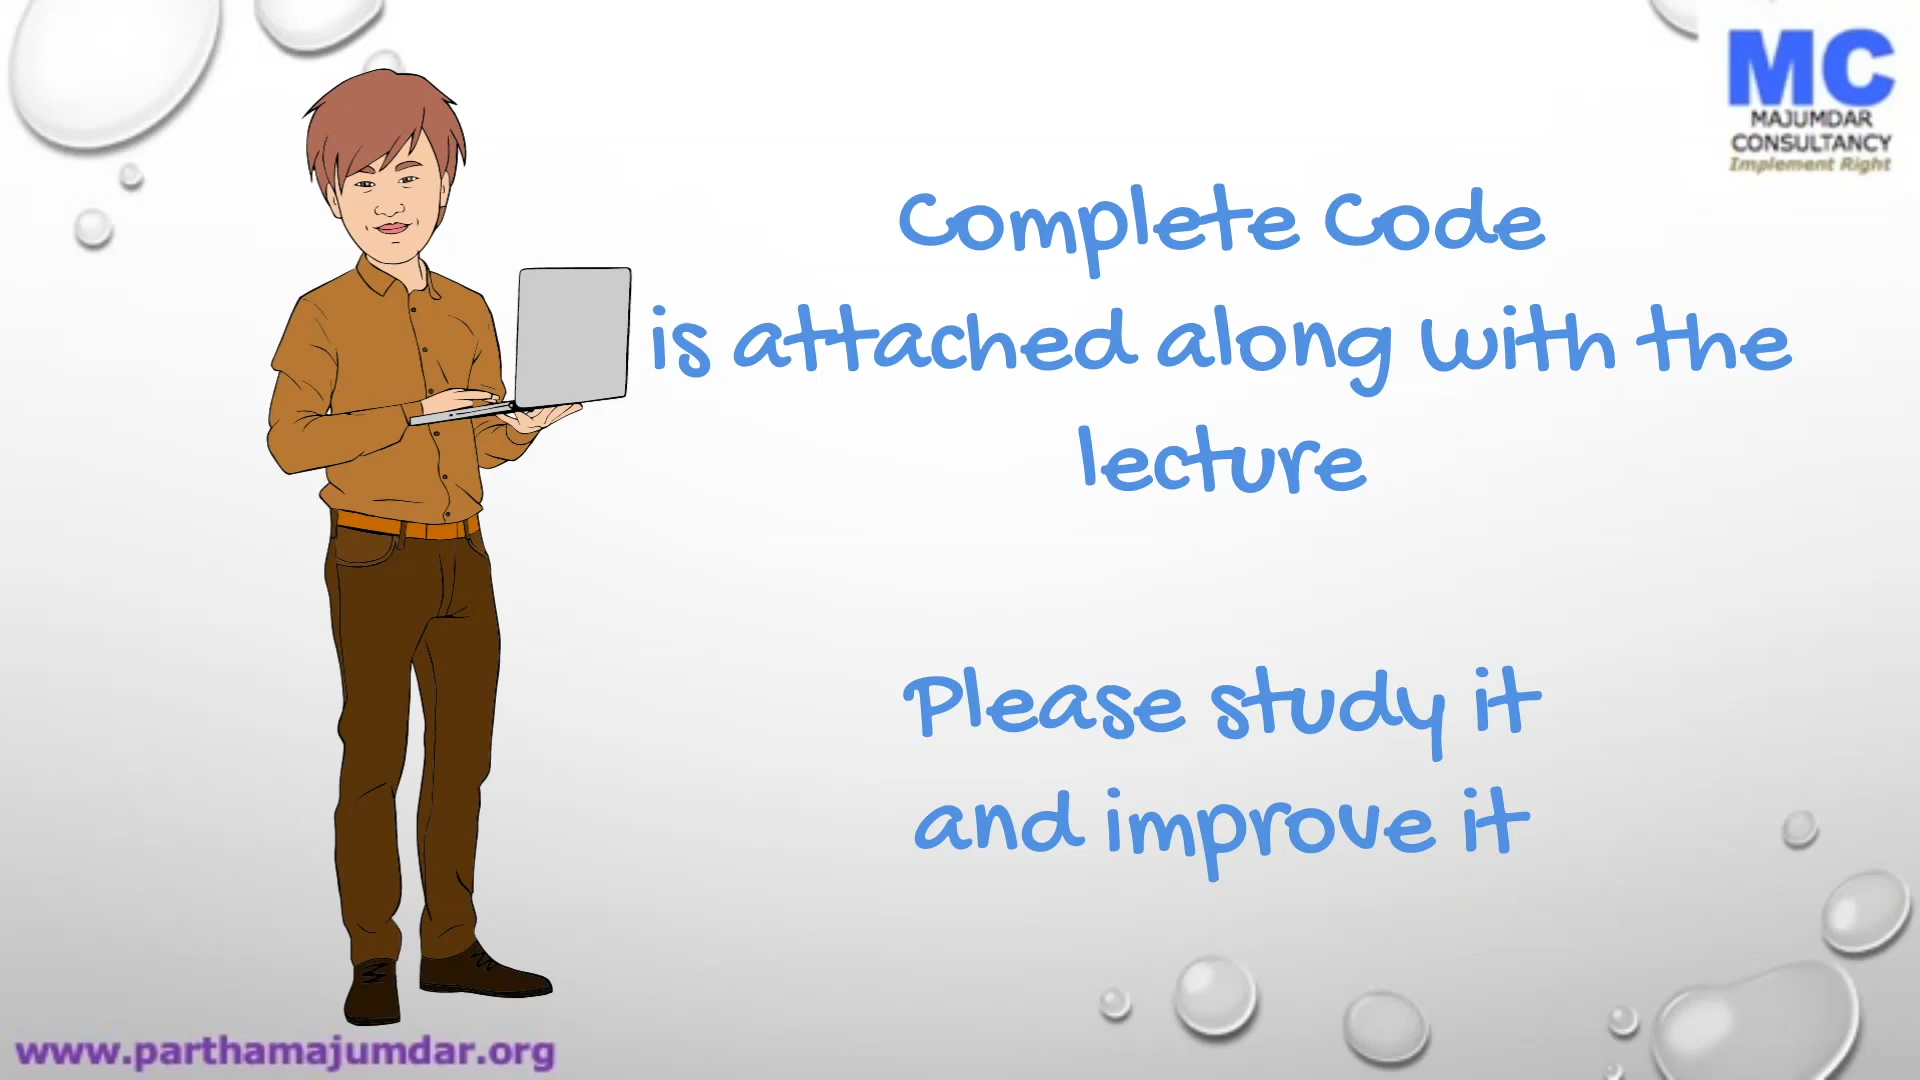 MC
MAJUMDAR
CONSULTANCY
Implement Right
Complete Code
is attached along with the
lecture
Please study it
and improve it
www.parthamajumdar.org